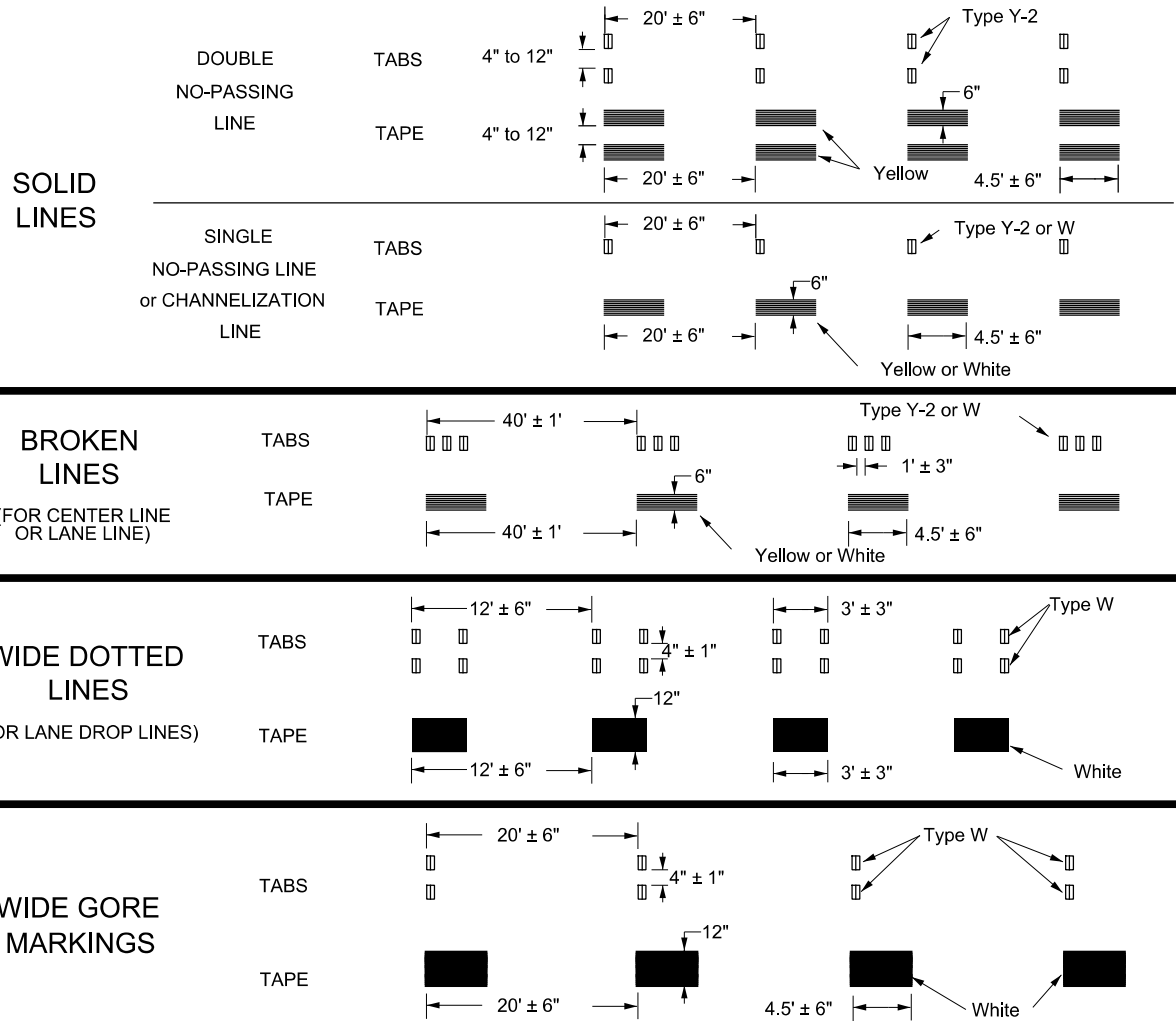 SOLID
LINES
DOUBLE
NO-PASSING
LINE
TABS
4" to 12"
20' ± 6"
Type Y-2
TAPE
4" to 12"
6"
Yellow
20' ± 6"
4.5' ± 6"
SINGLE
NO-PASSING LINE
or CHANNELIZATION
LINE
TABS
20' ± 6"
Type Y-2 or W
TAPE
6"
20' ± 6"
4.5' ± 6"
Yellow or White
BROKEN
LINES
(FOR CENTER LINE
OR LANE LINE)
TABS
40' ± 1'
Type Y-2 or W
1' ± 3"
TAPE
6"
40' ± 1'
4.5' ± 6"
Yellow or White
WIDE DOTTED
LINES
OR LANE DROP LINES)
TABS
12' ± 6"
3' ± 3"
Type W
4" ± 1"
TAPE
12"
12' ± 6"
3' ± 3"
White
WIDE GORE
MARKINGS
TABS
20' ± 6"
Type W
4" ± 1"
TAPE
12"
20' ± 6"
4.5' ± 6"
White